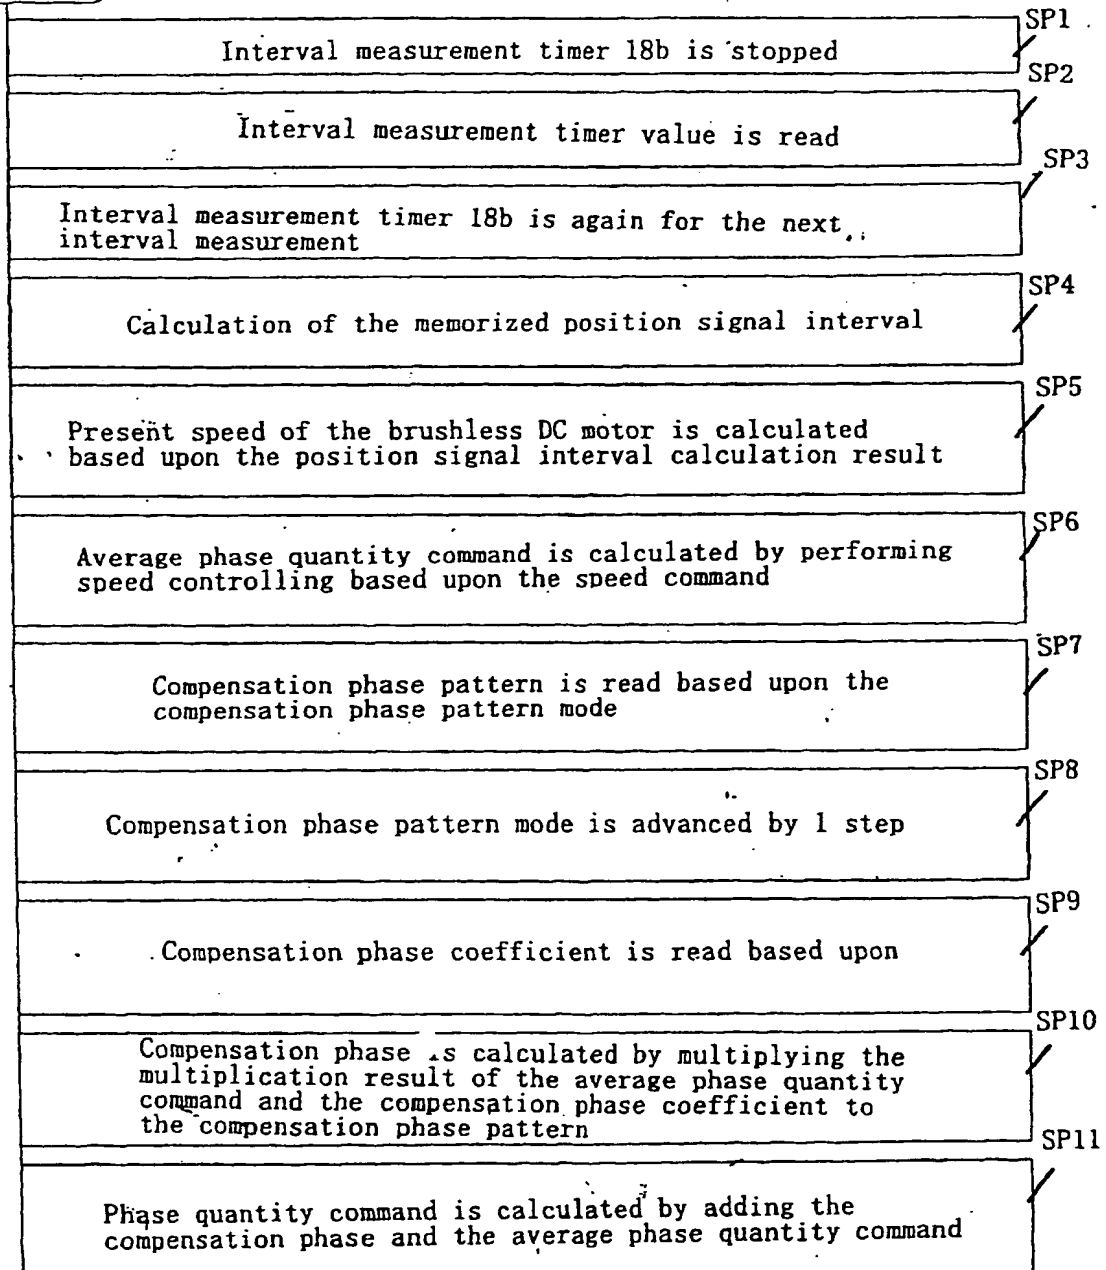 SP1
Interval measurement timer 18b is stopped
SP2
Interval measurement timer value is read
SP3
Interval measurement timer 18b is again for the next
interval measurement
SP4
Calculation of the memorized position signal interval
SP5
Present speed of the brushless DC motor is calculated
based upon the position signal interval calculation result
SP6
Average phase quantity command is calculated by performing
speed controlling based upon the speed command
SP7
Compensation phase pattern is read based upon the
compensation phase pattern mode
SP8
Compensation phase pattern mode is advanced by 1 step
SP9
Compensation phase coefficient is read based upon
SP10
Compensation phase is calculated by multiplying the
multiplication result of the average phase quantity
command and the compensation phase coefficient to
the compensation phase pattern
SP11
Phase quantity command is calculated by adding the
compensation phase and the average phase quantity command